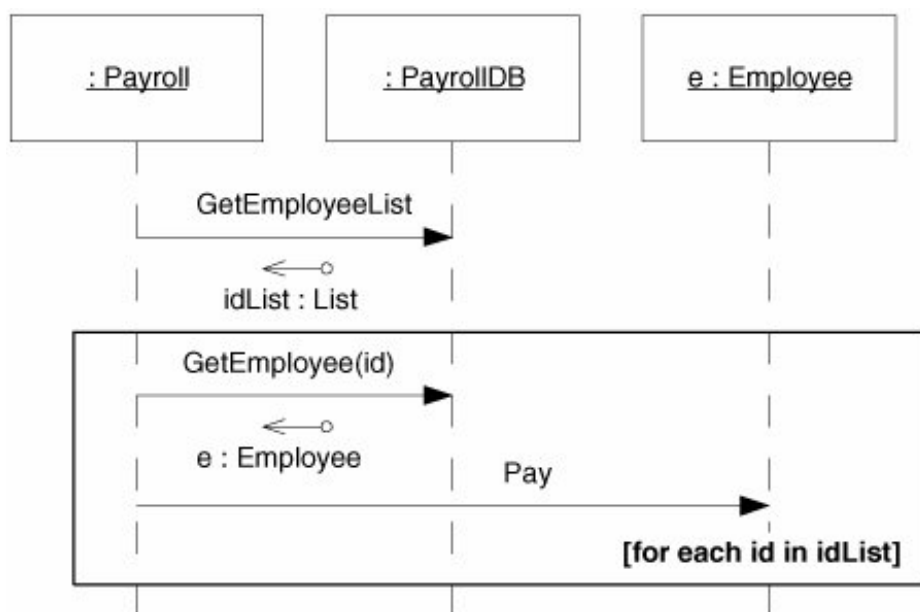 : Payroll
: PayrollDB
e : Employee
GetEmployeeList
idList : List
GetEmployee(id)
e : Employee
Pay
[for each id in idList]